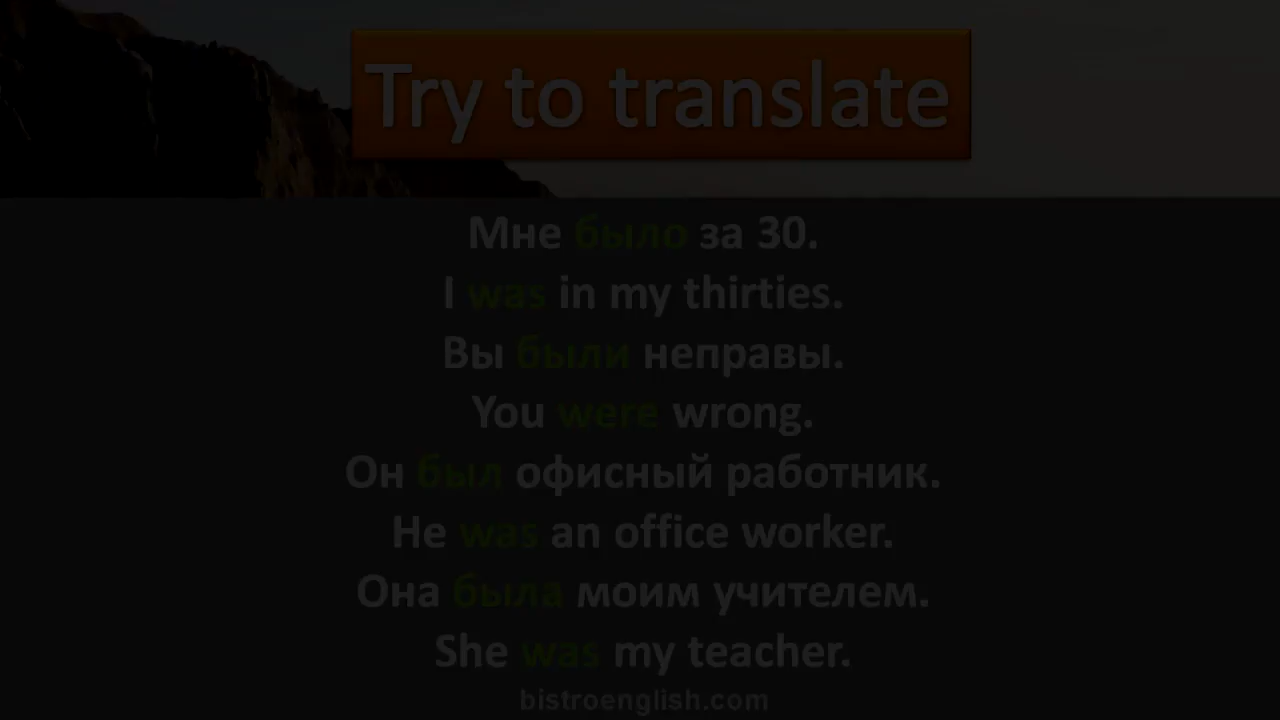 Try to translate
Мне было за 30.
I was in my thirties.
Вы были неправы.
You were wrong.
Он был офисный работник.
He was an office worker.
Она была моим учителем.
She was my teacher.
bistroenglish.com